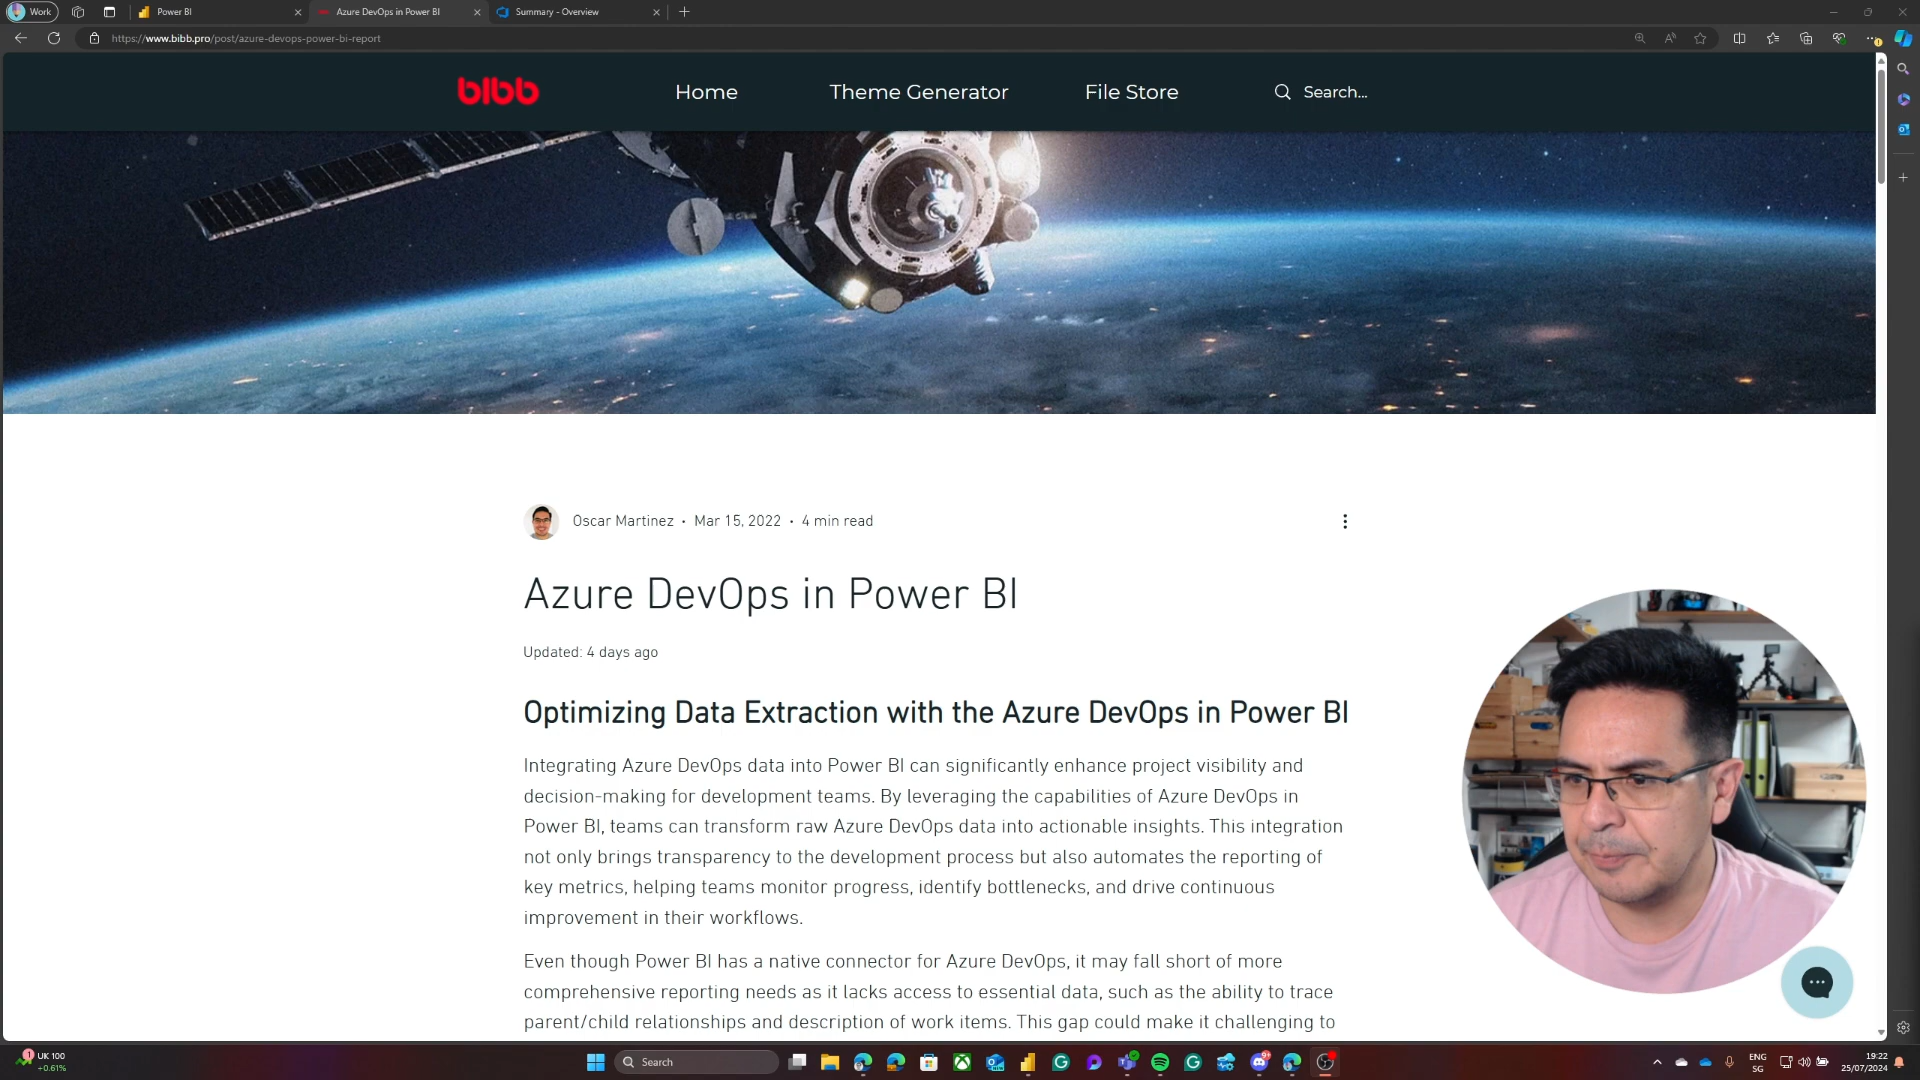 Work
Power BI
Azure DevOps in Power BI
Summary - Overview
https://www.bibb.pro/post/azure-devops-power-bi-report
bibb
Home
Theme Generator
File Store
Search...
Oscar Martinez · Mar 15, 2022 · 4 min read
Azure DevOps in Power BI
Updated: 4 days ago
Optimizing Data Extraction with the Azure DevOps in Power BI
Integrating Azure DevOps data into Power BI can significantly enhance project visibility and
decision-making for development teams. By leveraging the capabilities of Azure DevOps in
Power BI, teams can transform raw Azure DevOps data into actionable insights. This integration
not only brings transparency to the development process but also automates the reporting of
key metrics, helping teams monitor progress, identify bottlenecks, and drive continuous
improvement in their workflows.
Even though Power BI has a native connector for Azure DevOps, it may fall short of more
comprehensive reporting needs as it lacks access to essential data, such as the ability to trace
parent/child relationships and description of work items. This gap could make it challenging to
1
UK 100
+0.61%
Search
ENG
SG
19:22
25/07/2024